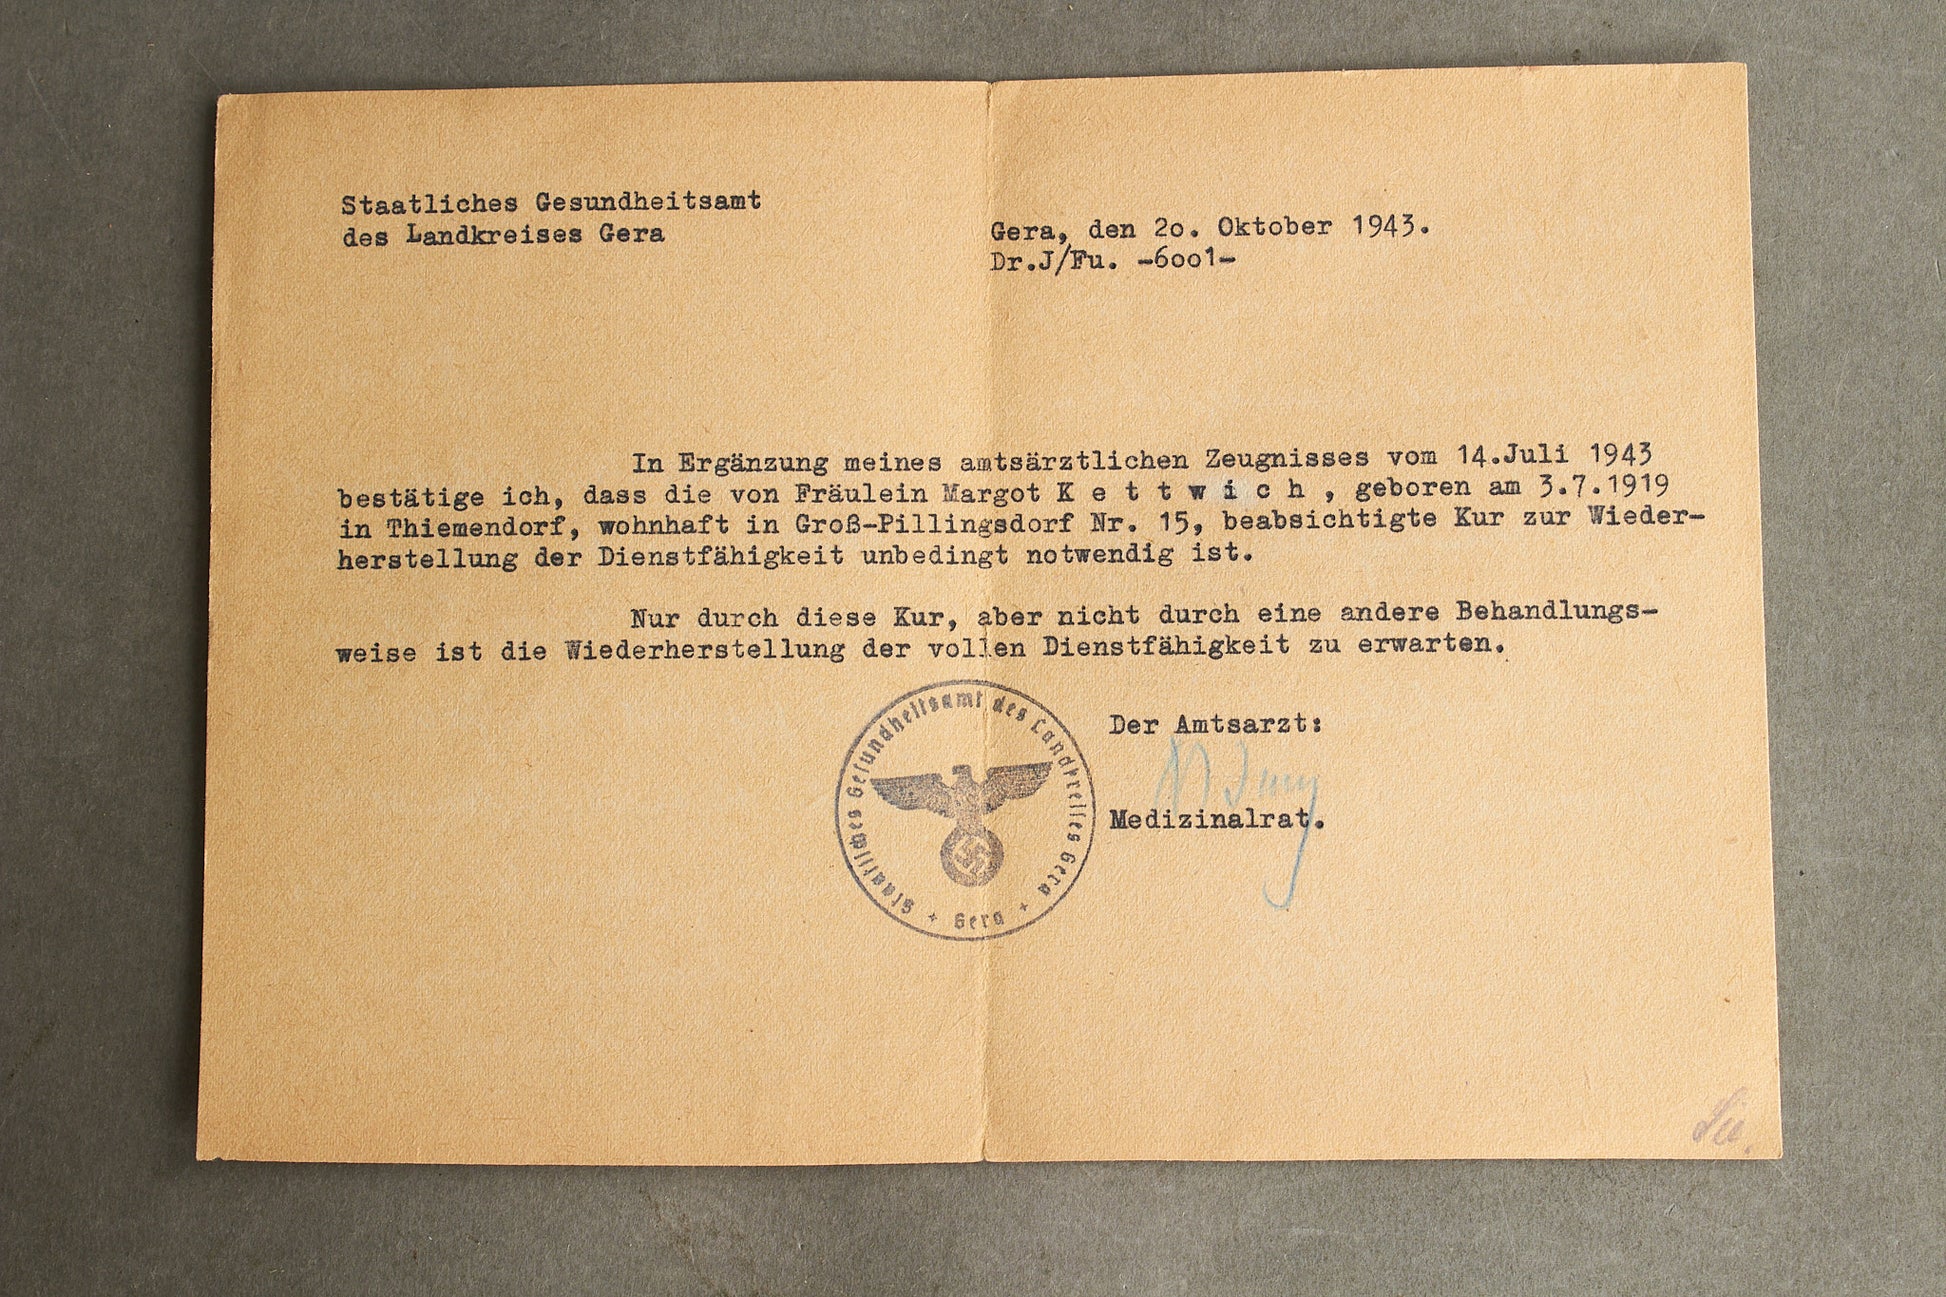 Staatliches Gesundheitsamt
des Landkreises Gera
Gera, den 2o. Oktober 1943.
Dr.J/Fu. -6oo1-
In Ergänzung meines amtsärztlichen Zeugnisses vom 14.Juli 1943
bestätige ich, dass die von Fräulein Margot K e t t w i c h , geboren am 3.7.1919
in Thiemendorf, wohnhaft in Groß-Pillingsdorf Nr. 15, beabsichtigte Kur zur Wieder-
herstellung der Dienstfähigkeit unbedingt notwendig ist.
Nur durch diese Kur, aber nicht durch eine andere Behandlungs-
weise ist die Wiederherstellung der vollen Dienstfähigkeit zu erwarten.
Der Amtsarzt:
Medizinalrat.
Staatliches Gesundheitsamt des Landkreises Gera
+ Gera +